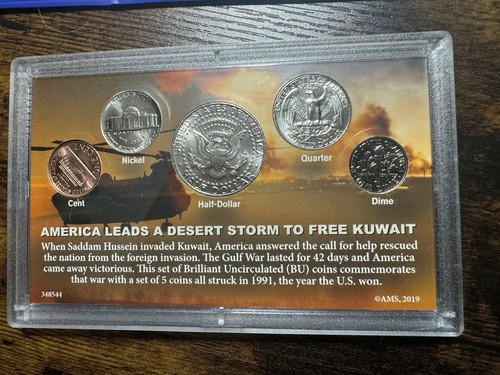 Nickel
Quarter
Cent
Half-Dollar
Dime
AMERICA LEADS A DESERT STORM TO FREE KUWAIT
When Saddam Hussein invaded Kuwait, America answered the call for help rescued
the nation from the foreign invasion. The Gulf War lasted for 42 days and America
came away victorious. This set of Brilliant Uncirculated (BU) coins commemorates
that war with a set of 5 coins all struck in 1991, the year the U.S. won.
348544
©AMS, 2019